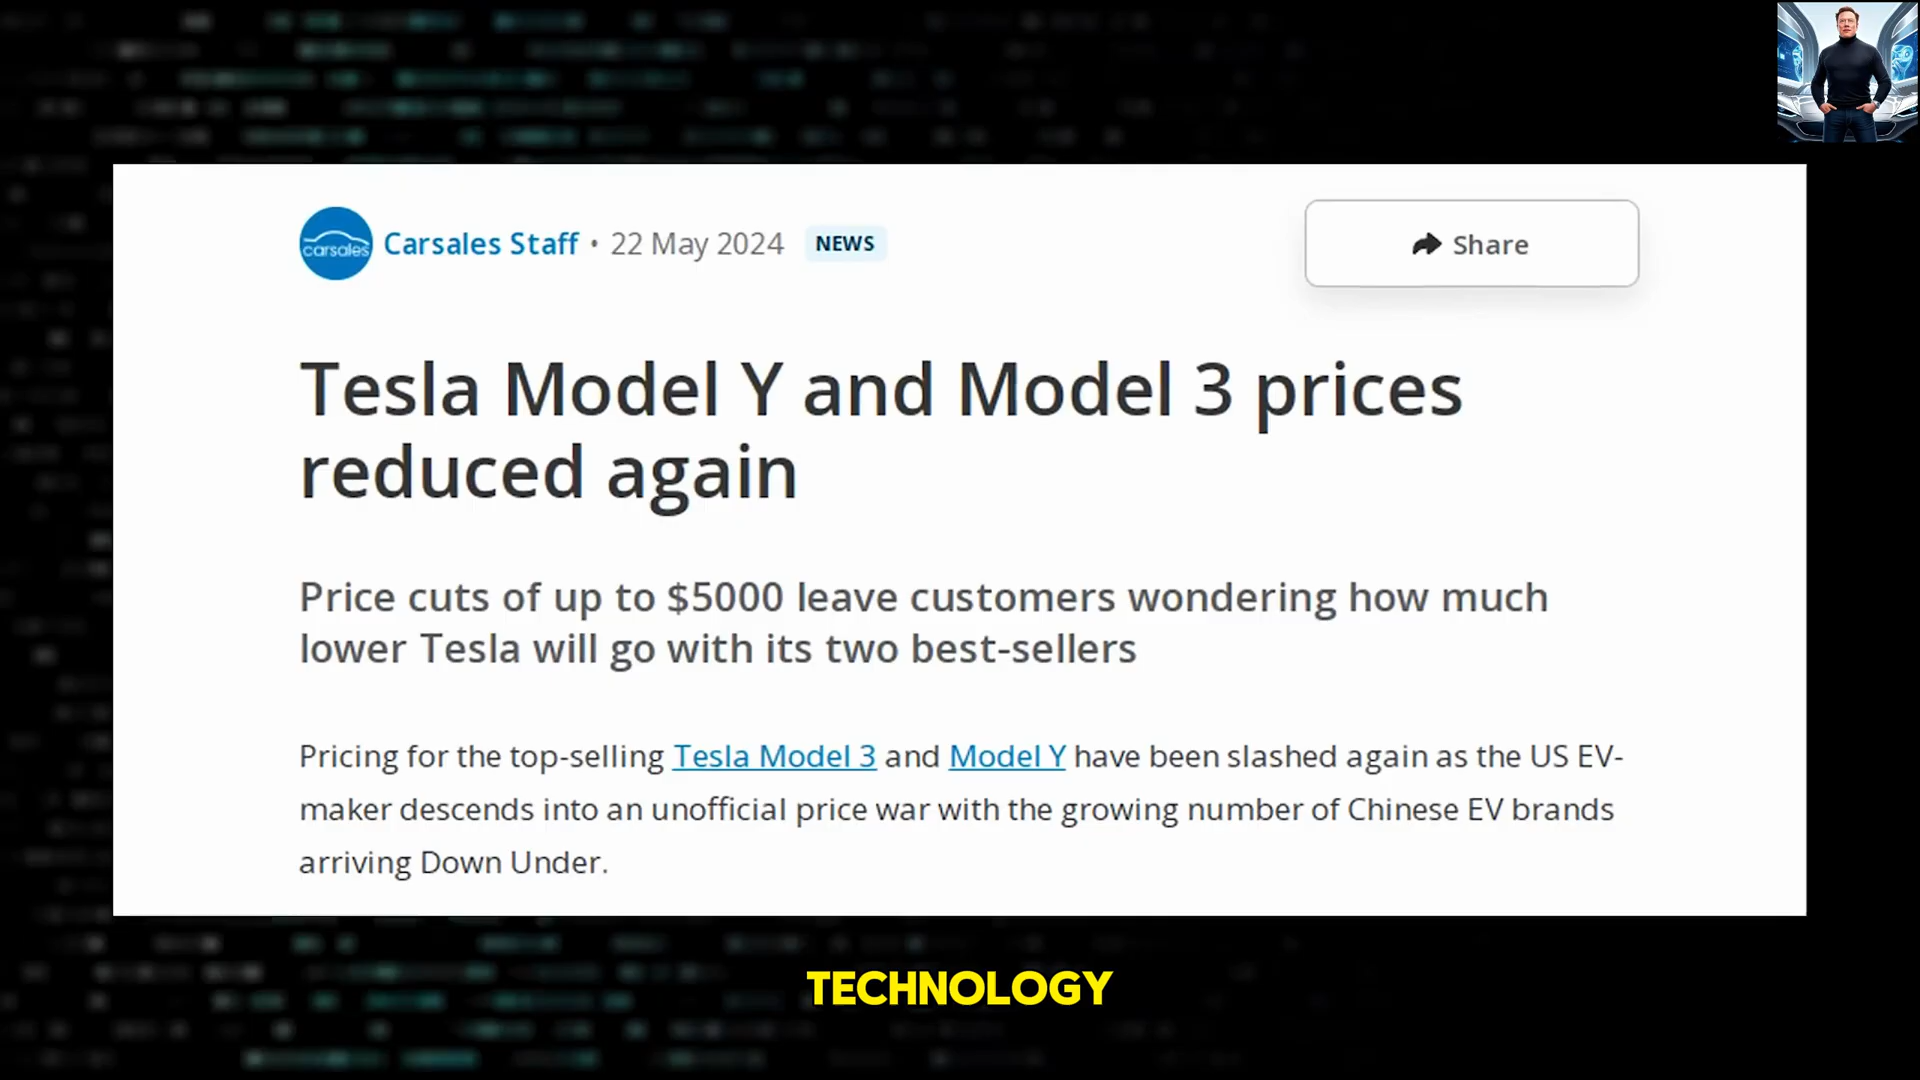 carsales
Carsales Staff • 22 May 2024 NEWS
Share
Tesla Model Y and Model 3 prices
reduced again
Price cuts of up to $5000 leave customers wondering how much
lower Tesla will go with its two best-sellers
Pricing for the top-selling Tesla Model 3 and Model Y have been slashed again as the US EV-
maker descends into an unofficial price war with the growing number of Chinese EV brands
arriving Down Under.
TECHNOLOGY